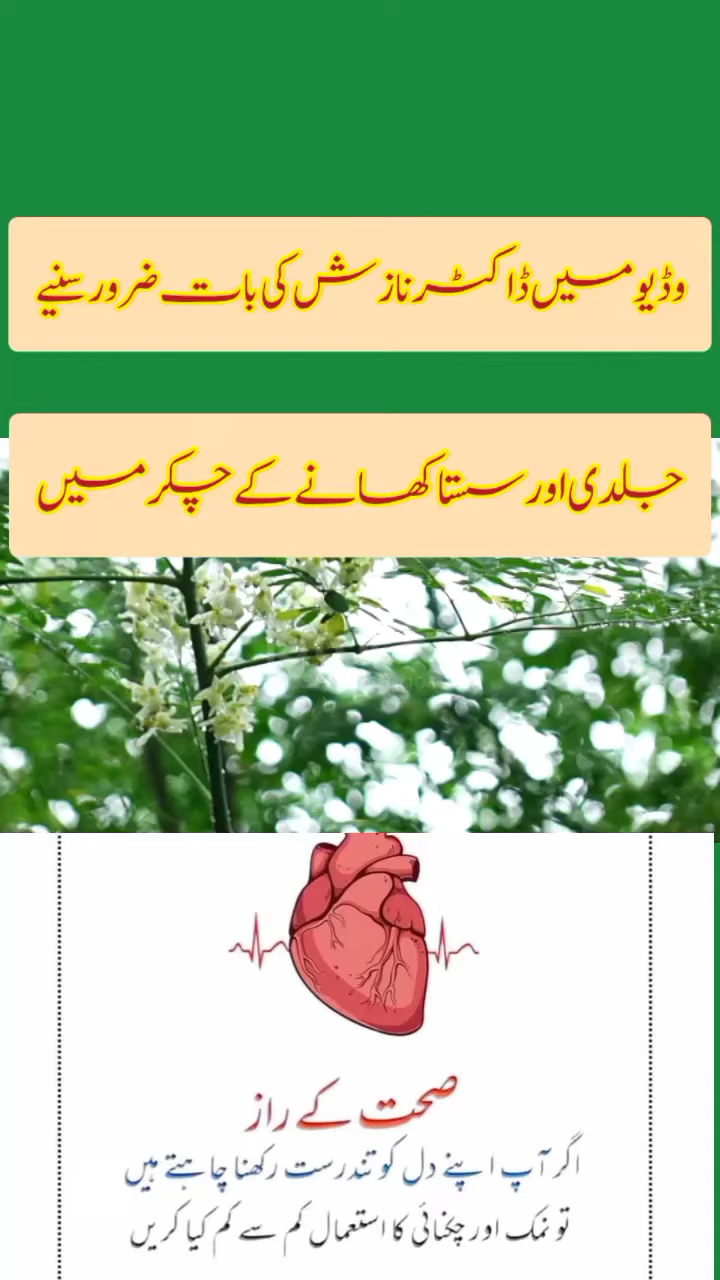 وڈیو میں ڈاکٹر نازش کی بات ضرور سنیے
جلدی اور سستا کھانے کے چکر میں
صحت کے راز
اگر آپ اپنے دل کو تندرست رکھنا چاہتے ہیں
تو نمک اور چکنائی کا استعمال کم سے کم کیا کریں